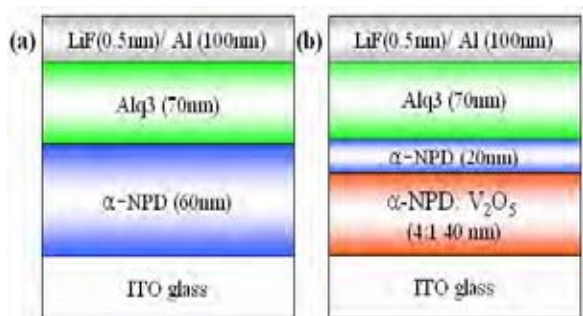 (a)
LiF(0.5nm)/ Al (100nm)
Alq3 (70nm)
α-NPD (60nm)
ITO glass
(b)
LiF(0.5nm)/ Al (100nm)
Alq3 (70nm)
α-NPD (20nm)
α-NPD: V₂O₅
(4:1 40 nm)
ITO glass